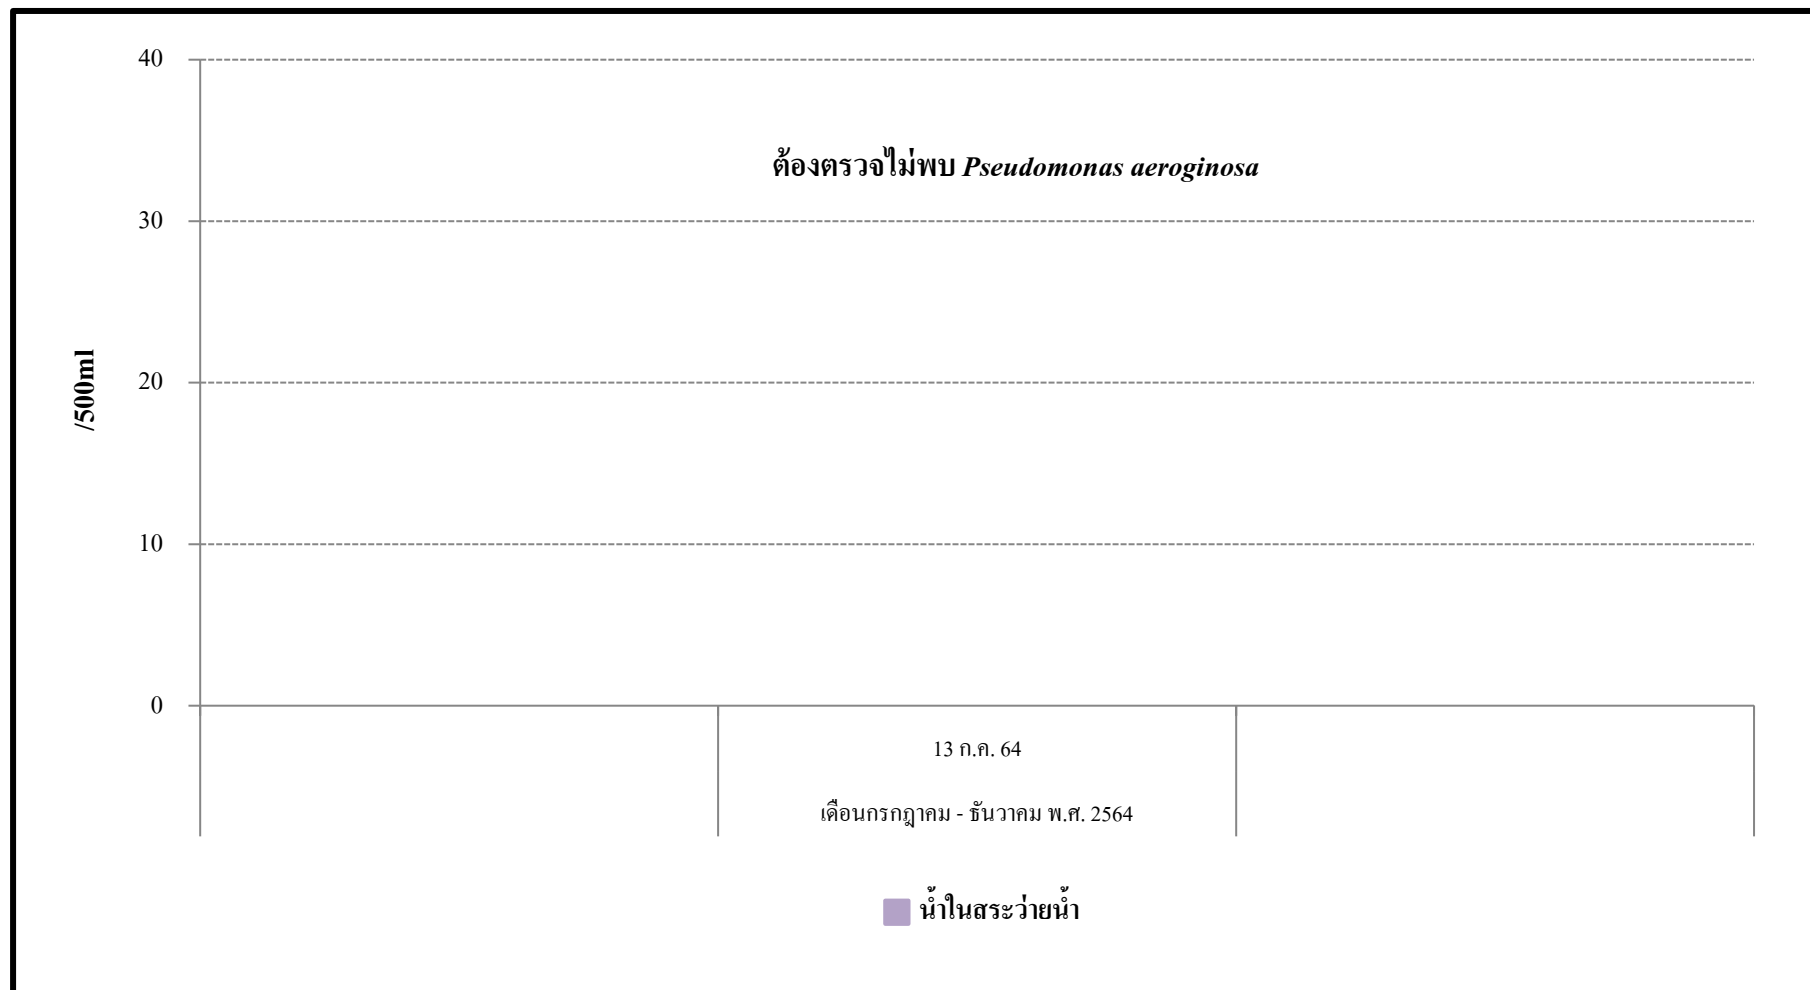 40
ต้องตรวจไม่พบ Pseudomonas aeroginosa
30
/500ml
20
10
0
13 ก.ค. 64
เดือนกรกฎาคม - ธันวาคม พ.ศ. 2564
น้ำในสระว่ายน้ำ